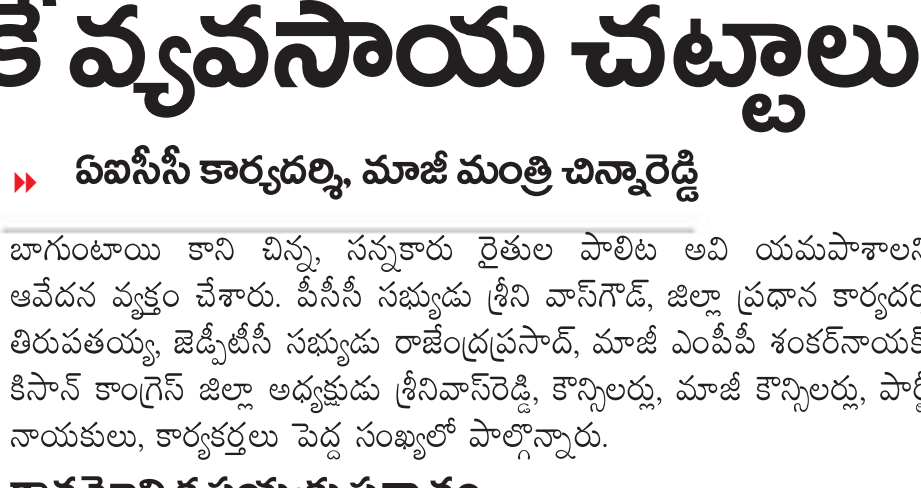 కే వ్యవసాయ చట్టాలు
ఏఐసీసీ కార్యదర్శి, మాజీ మంత్రి చిన్నారెడ్డి
బాగుంటాయి కాని చిన్న, సన్నకారు రైతుల పాలిట అవి యమపాశాలని
ఆవేదన వ్యక్తం చేశారు. పీసీసీ సభ్యుడు శ్రీని వాస్‌గౌడ్, జిల్లా ప్రధాన కార్యదర్శి
తిరుపతయ్య, జెడ్పీటీసీ సభ్యుడు రాజేంద్రప్రసాద్, మాజీ ఎంపీపీ శంకర్‌నాయక్
కిసాన్ కాంగ్రెస్ జిల్లా అధ్యక్షుడు శ్రీనివాస్‌రెడ్డి, కౌన్సిలర్లు, మాజీ కౌన్సిలర్లు, పార్టీ
నాయకులు, కార్యకర్తలు పెద్ద సంఖ్యలో పాల్గొన్నారు.